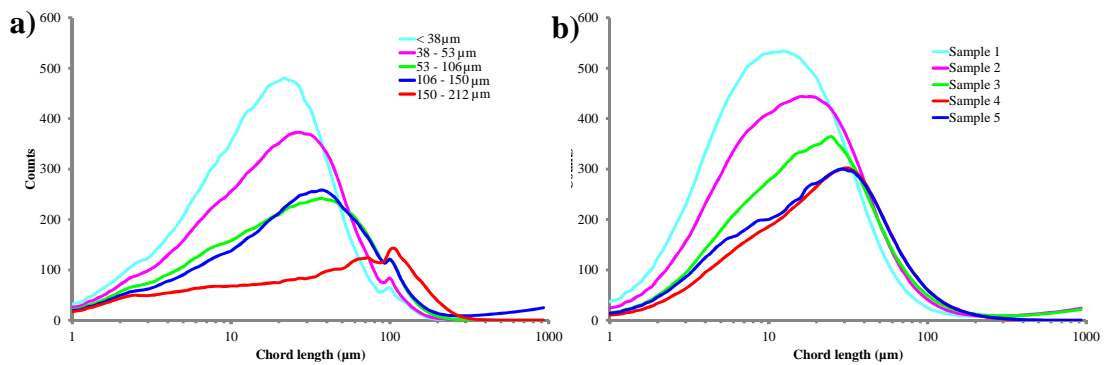 a)
600
500
400
300
200
100
0
Counts
1
10
100
1000
Chord length (µm)
< 38µm
38 - 53 µm
53 - 106µm
106 - 150µm
150 - 212 µm
b)
600
500
400
300
200
100
0
Counts
1
10
100
1000
Chord length (µm)
Sample 1
Sample 2
Sample 3
Sample 4
Sample 5